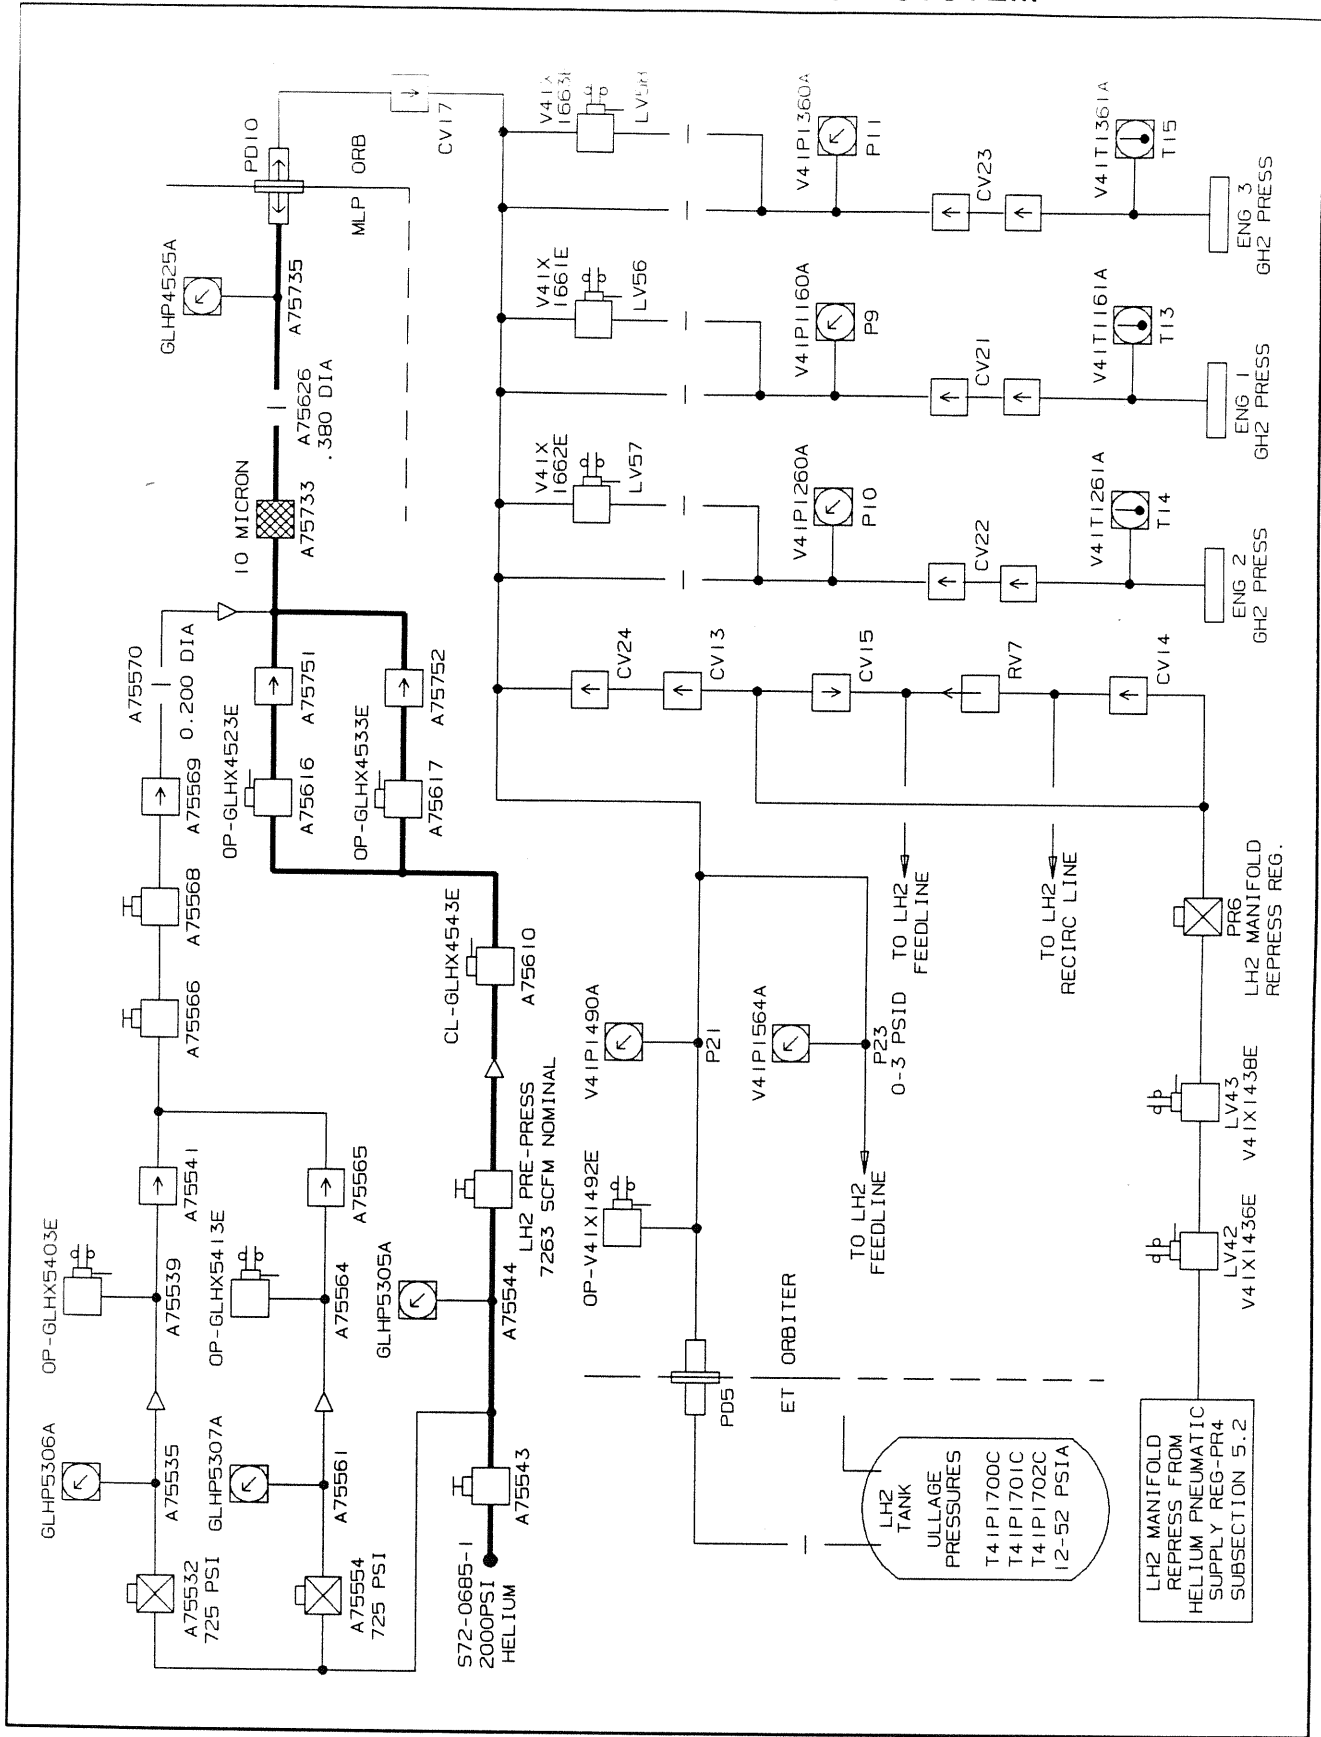 GLHP5306A
A75535
OP-GLHX5403E
A75539
A75541
A75566
A75568
A75569
A75570
0.200 DIA
A75532
725 PSI
GLHP5307A
A75561
OP-GLHX5413E
A75564
A75565
A75554
725 PSI
S72-0685-1
2000PSI
HELIUM
A75543
GLHP5305A
A75544
LH2 PRE-PRESS
7263 SCFM NOMINAL
CL-GLHX4543E
A75610
OP-GLHX4523E
A75616
A75751
OP-GLHX4533E
A75617
A75752
10 MICRON
A75733
A75626
.380 DIA
GLHP4525A
A75735
PD10
MLP
ORB
CV17
V41X
1663E
V41X
1661E
LV56
V41X
1662E
LV57
V41P1360A
P11
V41P1160A
P9
V41P1260A
P10
CV23
CV21
CV22
V41T1361A
T15
V41T1161A
T13
V41T1261A
T14
ENG 3
GH2 PRESS
ENG 1
GH2 PRESS
ENG 2
GH2 PRESS
CV24
CV13
CV15
RV7
CV14
TO LH2
FEEDLINE
TO LH2
RECIRC LINE
OP-V41X1492E
V41P1490A
P21
V41P1564A
P23
0-3 PSID
TO LH2
FEEDLINE
PD5
ET
ORBITER
LH2
TANK
ULLAGE
PRESSURES
T41P1700C
T41P1701C
T41P1702C
12-52 PSIA
LH2 MANIFOLD
REPRESS FROM
HELIUM PNEUMATIC
SUPPLY REG-PR4
SUBSECTION 5.2
LV42
V41X1436E
LV43
V41X1438E
PR6
LH2 MANIFOLD
REPRESS REG.